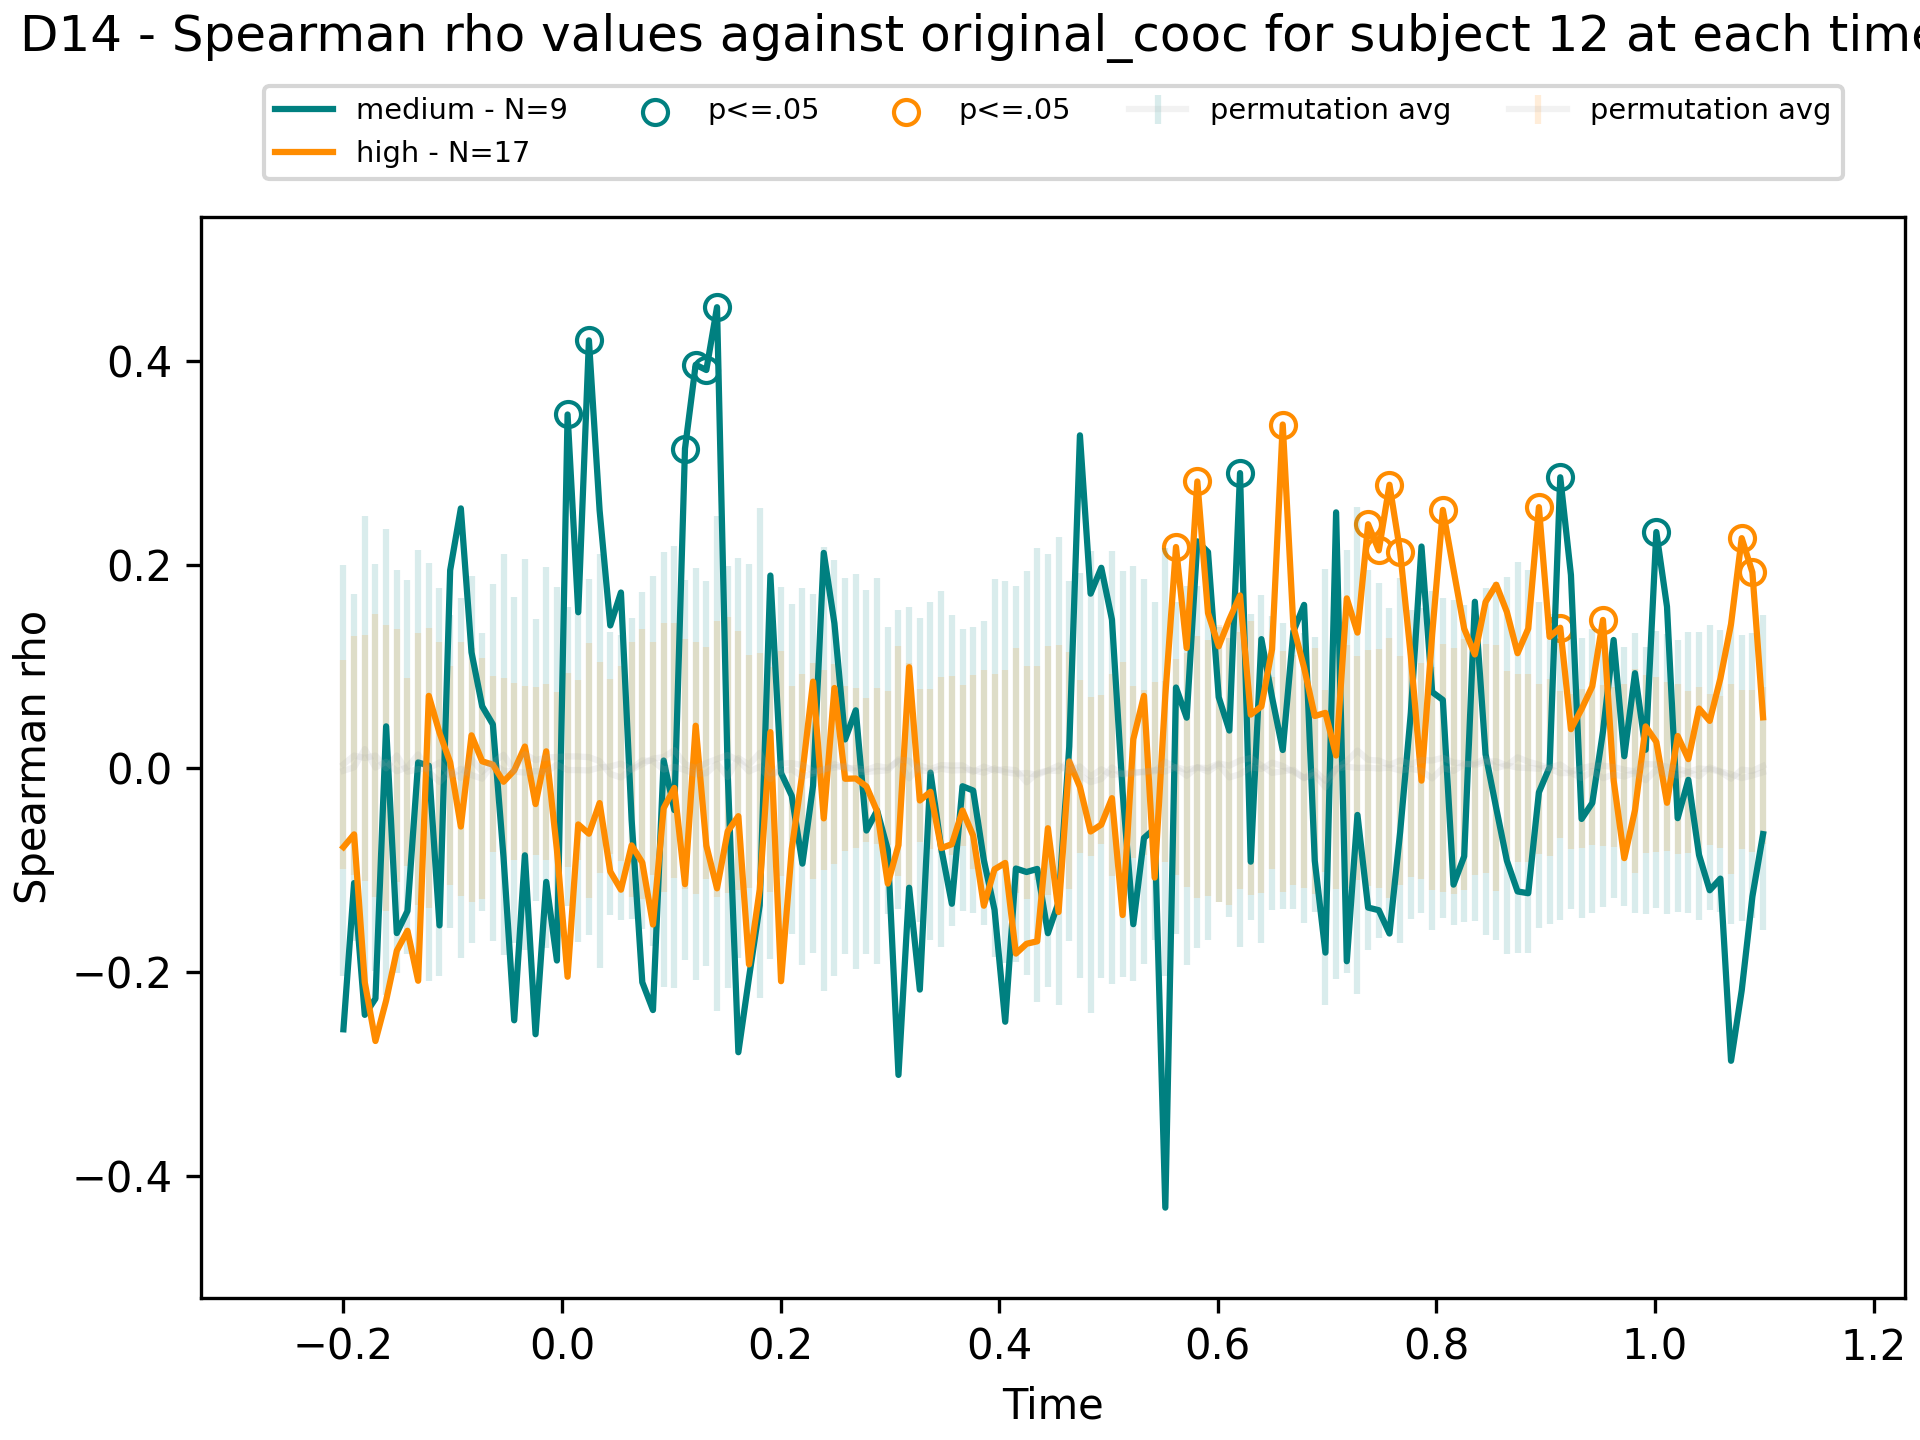 D14 - Spearman rho values against original_cooc for subject 12 at each time
medium - N=9 p<=.05 p<=.05 permutation avg permutation avg
high - N=17
Spearman rho
0.4
0.2
0.0
−0.2
−0.4
−0.2 0.0 0.2 0.4 0.6 0.8 1.0 1.2
Time